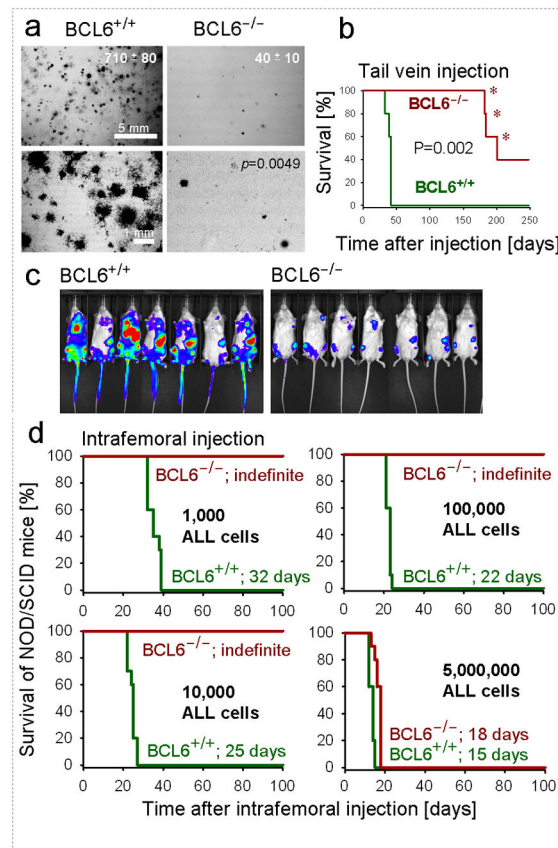 a
BCL6+/+ BCL6−/−
710 ± 80 40 ± 10
5 mm
p=0.0049
1 mm
b
Tail vein injection
Survival [%]
100
80
60
40
20
0
BCL6−/−
*
*
*
P=0.002
BCL6+/+
0 50 100 150 200 250
Time after injection [days]
c
BCL6+/+ BCL6−/−
d
Intrafemoral injection
Survival of NOD/SCID mice [%]
100
80
60
40
20
0
BCL6−/−; indefinite
1,000
ALL cells
BCL6+/+; 32 days
0 20 40 60 80 100
100
80
60
40
20
0
BCL6−/−; indefinite
100,000
ALL cells
BCL6+/+; 22 days
0 20 40 60 80 100
100
80
60
40
20
0
BCL6−/−; indefinite
10,000
ALL cells
BCL6+/+; 25 days
0 20 40 60 80 100
100
80
60
40
20
0
5,000,000
ALL cells
BCL6−/−; 18 days
BCL6+/+; 15 days
0 20 40 60 80 100
Time after intrafemoral injection [days]